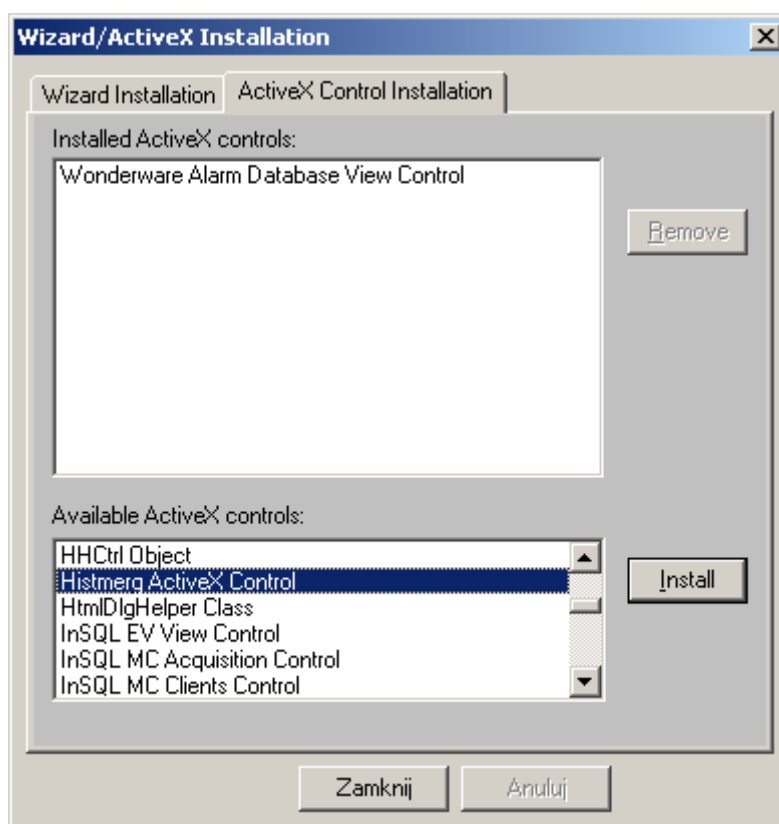 Wizard/ActiveX Installation
Wizard Installation
ActiveX Control Installation
Installed ActiveX controls:
Wonderware Alarm Database View Control
Remove
Available ActiveX controls:
HHCtrl Object
Histmerg ActiveX Control
HtmlDlgHelper Class
InSQL EV View Control
InSQL MC Acquisition Control
InSQL MC Clients Control
Install
Zamknij
Anuluj